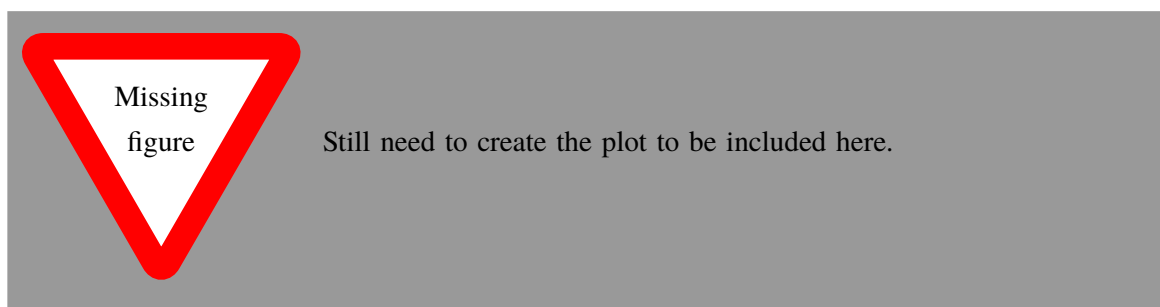 Missing
figure
Still need to create the plot to be included here.